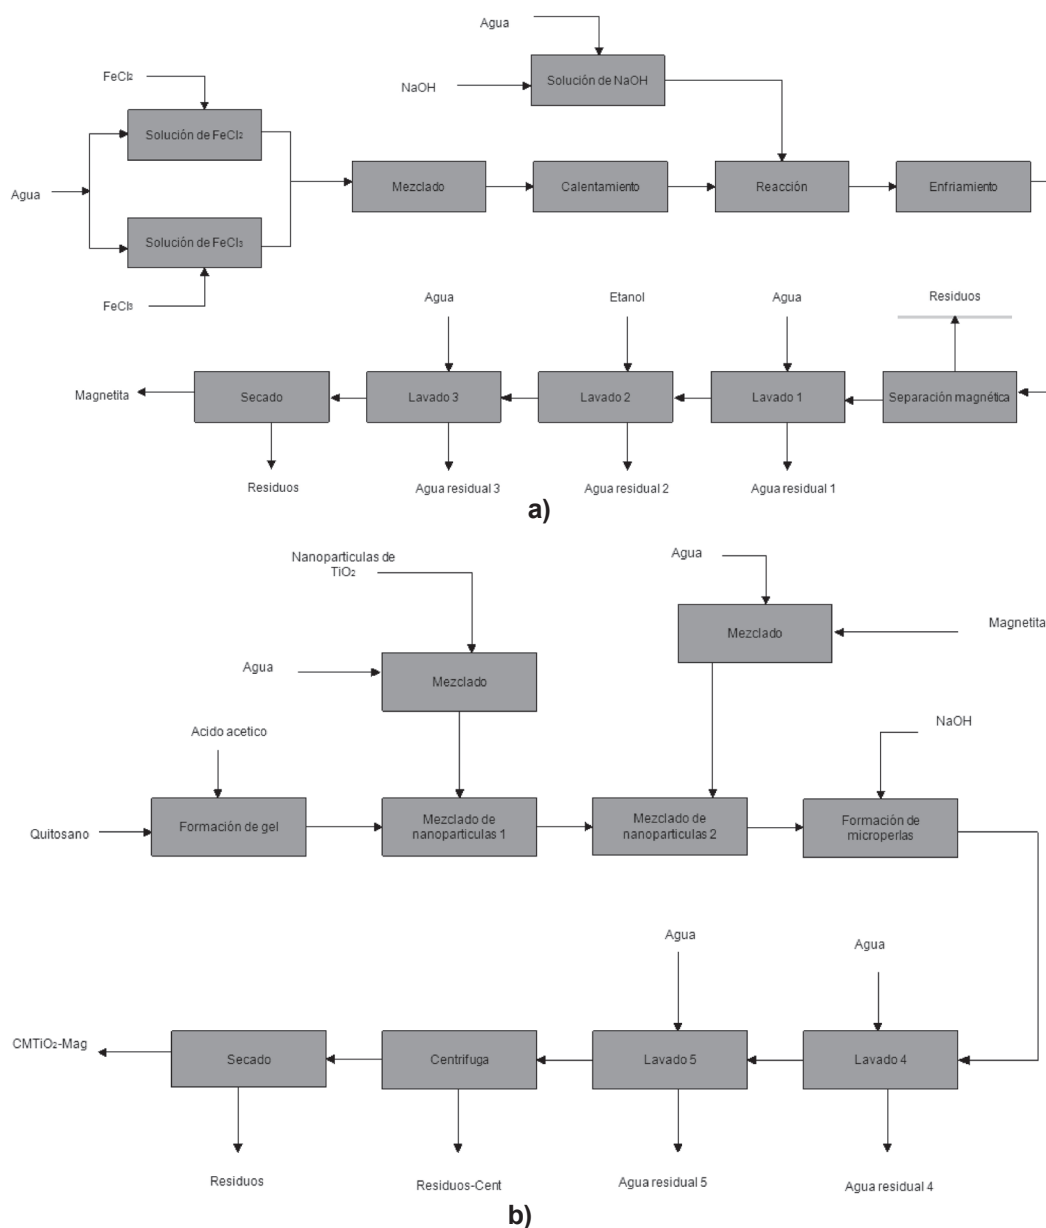 Agua
FeCl₂
NaOH
Solución de NaOH
Solución de FeCl₂
Agua
Mezclado
Calentamiento
Reacción
Enfriamiento
Solución de FeCl₃
FeCl₃
Agua
Etanol
Agua
Residuos
Magnetita
Secado
Lavado 3
Lavado 2
Lavado 1
Separación magnética
Residuos
Agua residual 3
Agua residual 2
Agua residual 1
a)
Nanoparticulas de
TiO₂
Agua
Mezclado
Magnetita
Agua
Mezclado
Acido acetico
NaOH
Quitosano
Formación de gel
Mezclado de
nanoparticulas 1
Mezclado de
nanoparticulas 2
Formación de
microperlas
Agua
Agua
CMTiO₂-Mag
Secado
Centrifuga
Lavado 5
Lavado 4
Residuos
Residuos-Cent
Agua residual 5
Agua residual 4
b)